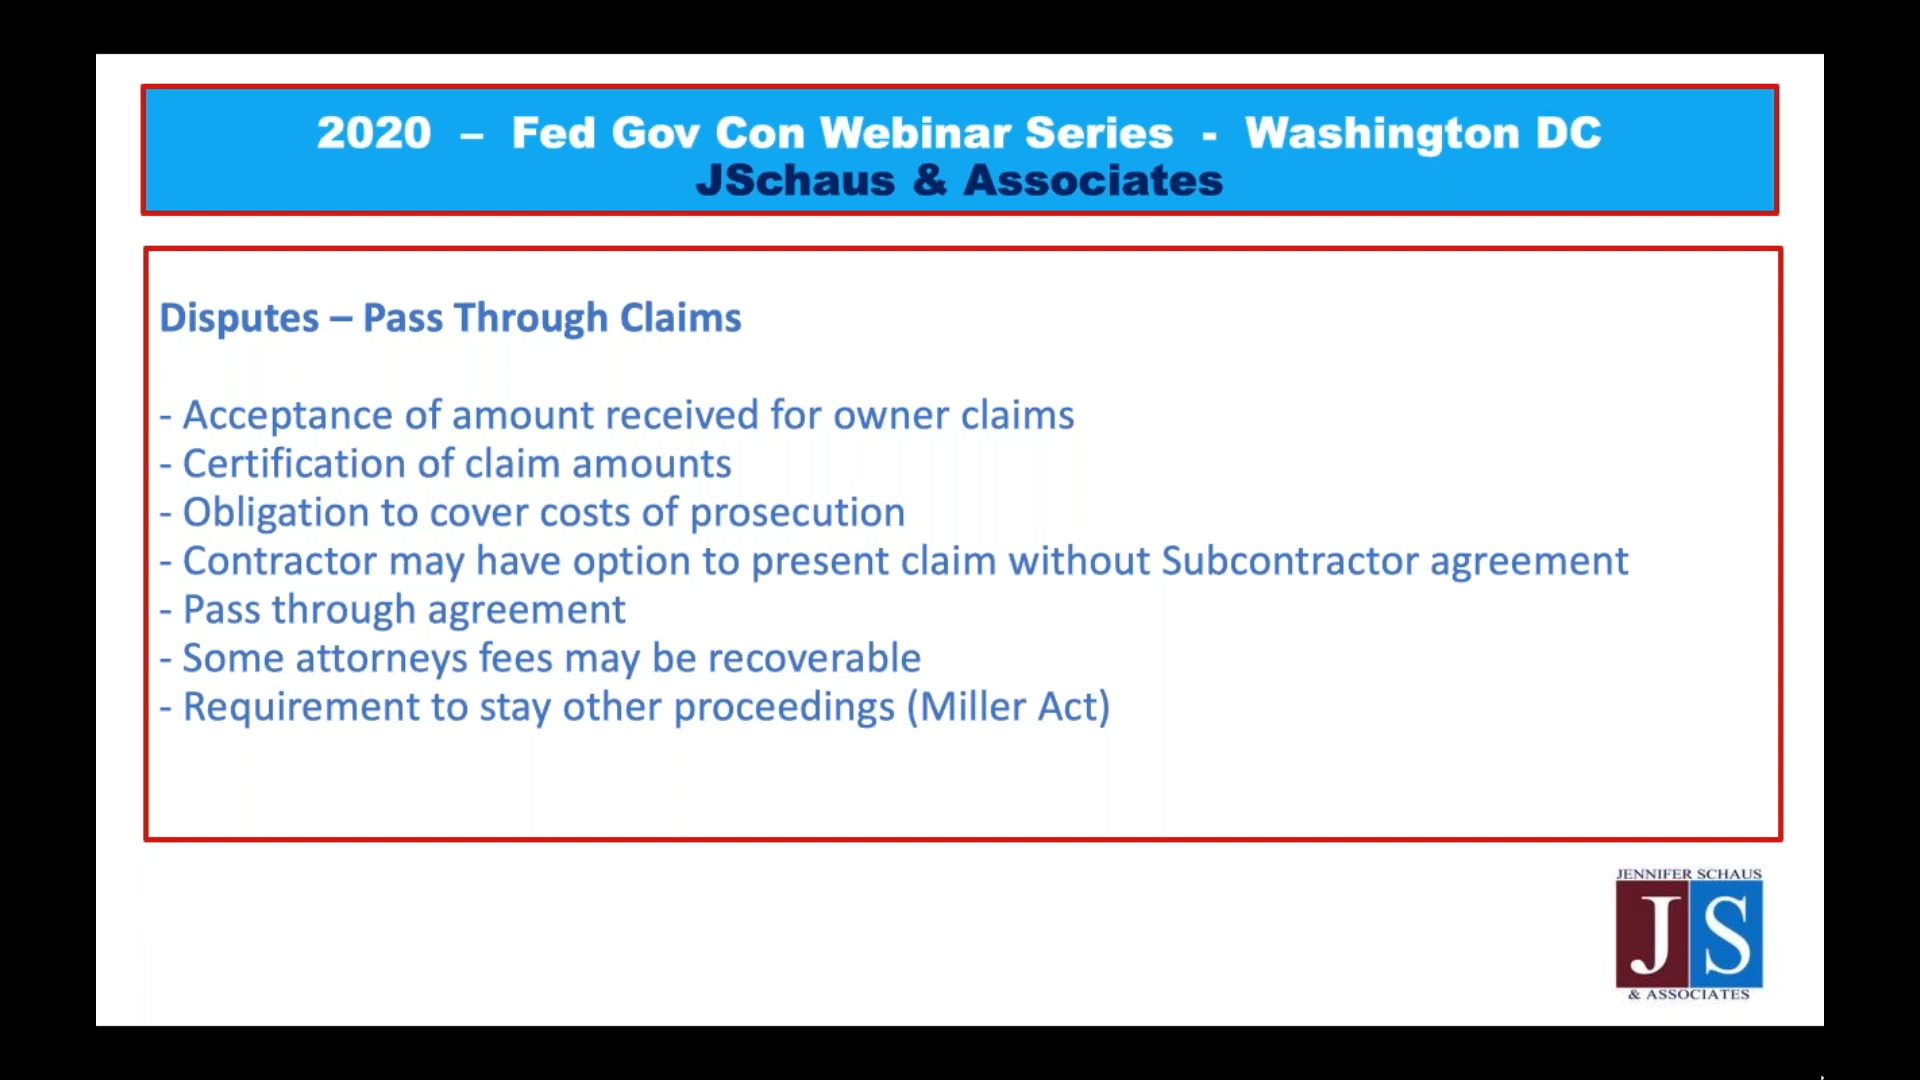 2020 – Fed Gov Con Webinar Series - Washington DC
JSchaus & Associates
Disputes – Pass Through Claims
- Acceptance of amount received for owner claims
- Certification of claim amounts
- Obligation to cover costs of prosecution
- Contractor may have option to present claim without Subcontractor agreement
- Pass through agreement
- Some attorneys fees may be recoverable
- Requirement to stay other proceedings (Miller Act)
JENNIFER SCHAUS
JS
& ASSOCIATES